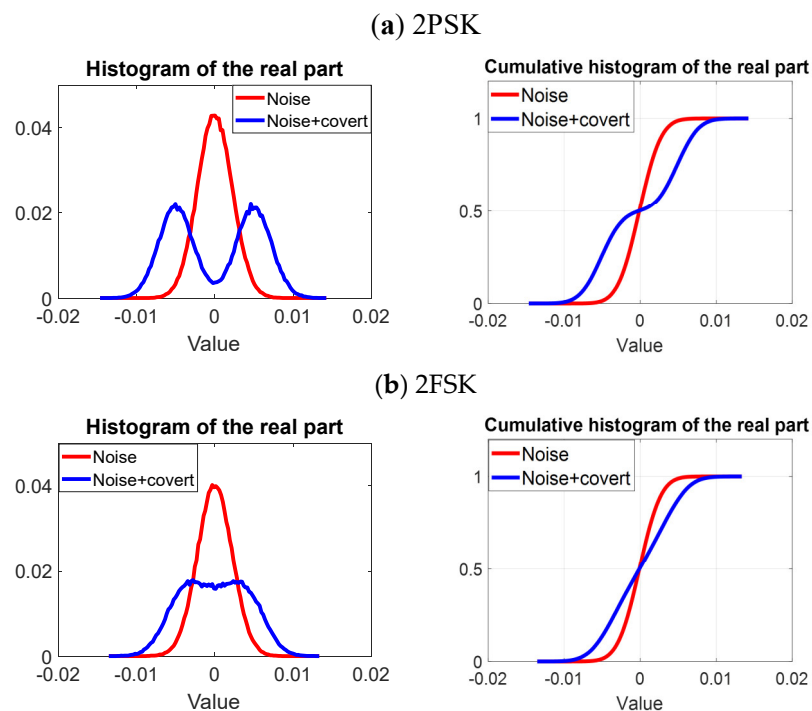 (a) 2PSK
Histogram of the real part
Noise
Noise+covert
0.04
0.02
0
-0.02 -0.01 0 0.01 0.02
Value
Cumulative histogram of the real part
Noise
Noise+covert
1
0.5
0
-0.02 -0.01 0 0.01 0.02
Value
(b) 2FSK
Histogram of the real part
Noise
Noise+covert
0.04
0.02
0
-0.02 -0.01 0 0.01 0.02
Value
Cumulative histogram of the real part
Noise
Noise+covert
1
0.5
0
-0.02 -0.01 0 0.01 0.02
Value